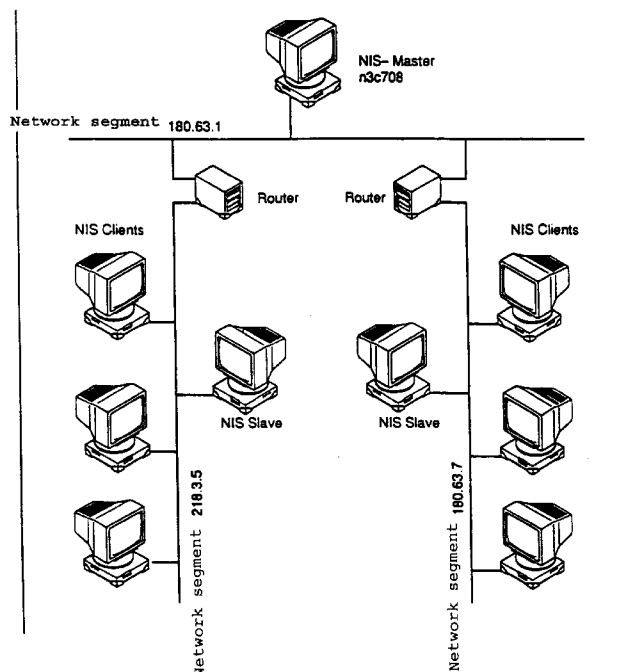 NIS- Master
n3c708
Network segment 180.63.1
Router
Router
NIS Clients
NIS Clients
NIS Slave
NIS Slave
Network segment 218.3.5
Network segment 180.63.7